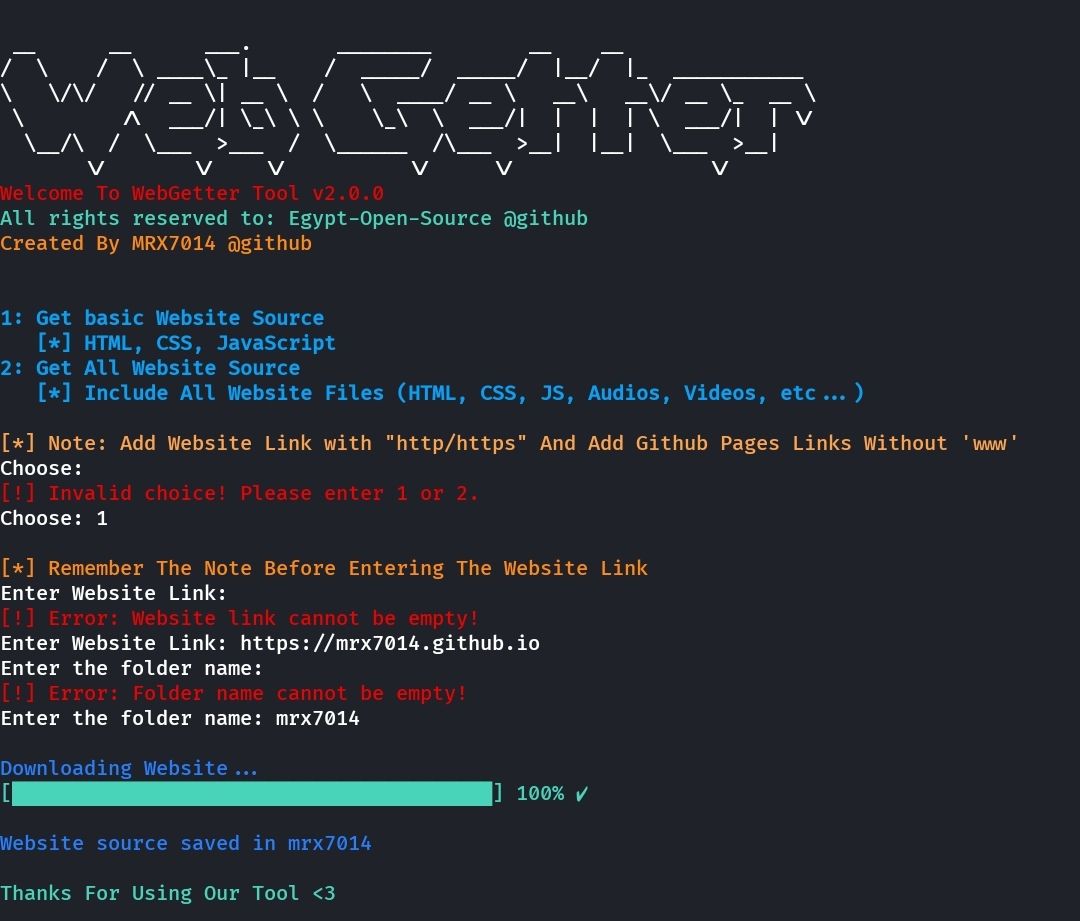 WebGetter
Welcome To WebGetter Tool v2.0.0
All rights reserved to: Egypt-Open-Source @github
Created By MRX7014 @github
1: Get basic Website Source
[*] HTML, CSS, JavaScript
2: Get All Website Source
[*] Include All Website Files (HTML, CSS, JS, Audios, Videos, etc...)
[*] Note: Add Website Link with "http/https" And Add Github Pages Links Without 'www'
Choose:
[!] Invalid choice! Please enter 1 or 2.
Choose: 1
[*] Remember The Note Before Entering The Website Link
Enter Website Link:
[!] Error: Website link cannot be empty!
Enter Website Link: https://mrx7014.github.io
Enter the folder name:
[!] Error: Folder name cannot be empty!
Enter the folder name: mrx7014
Downloading Website...
[████████████████████████████████████████] 100% ✔
Website source saved in mrx7014
Thanks For Using Our Tool <3